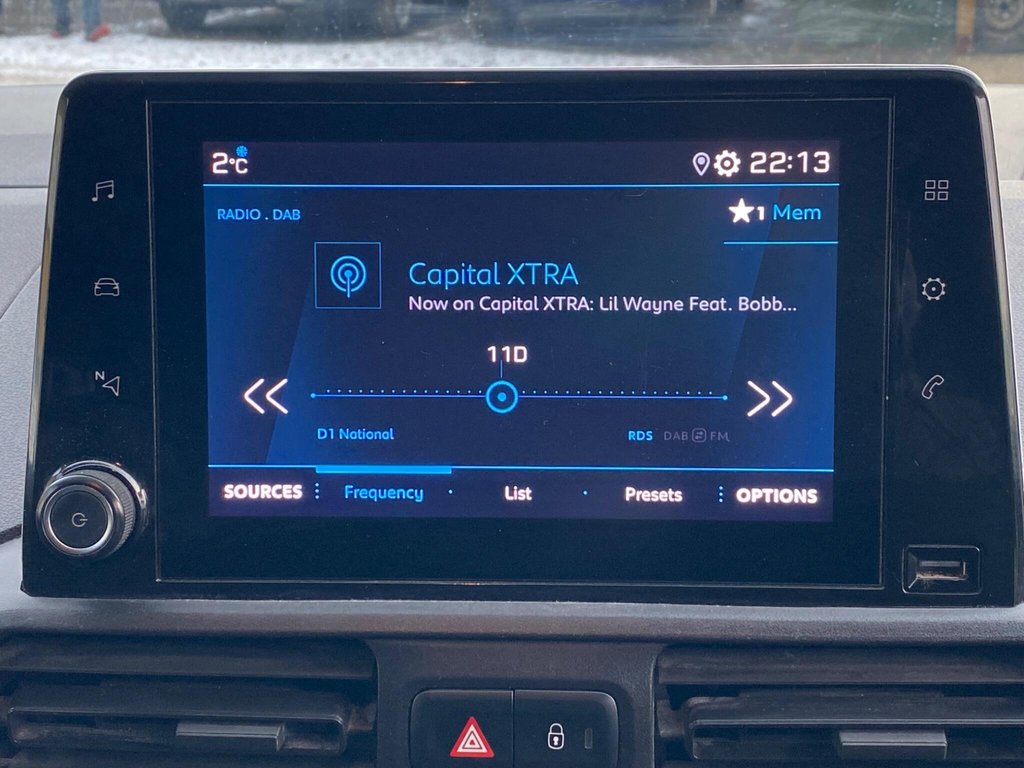 2°C 22:13
RADIO . DAB
1 Mem
Capital XTRA
Now on Capital XTRA: Lil Wayne Feat. Bobb...
11D
D1 National
RDS DAB FM
SOURCES Frequency List Presets OPTIONS
N